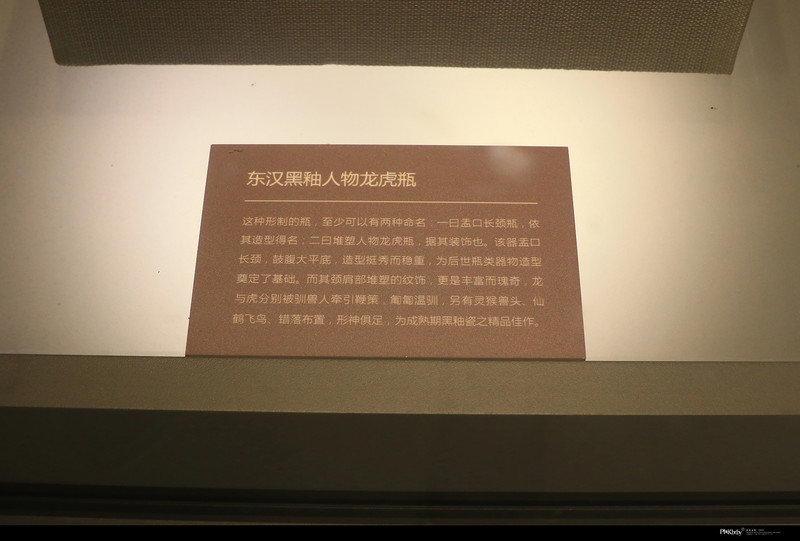 东汉黑釉人物龙虎瓶
这种形制的瓶，至少可以有两种命名：一曰盂口长颈瓶，依
其造型得名；二曰堆塑人物龙虎瓶，据其装饰也。该器盂口
长颈，鼓腹大平底，造型挺秀而稳重，为后世瓶类器物造型
奠定了基础。而其颈肩部堆塑的纹饰，更是丰富而瑰奇，龙
与虎分别被驯兽人牵引鞭策，匍匐温驯，另有灵猴兽头、仙
鹤飞鸟，错落布置，形神俱足，为成熟期黑釉瓷之精品佳作。